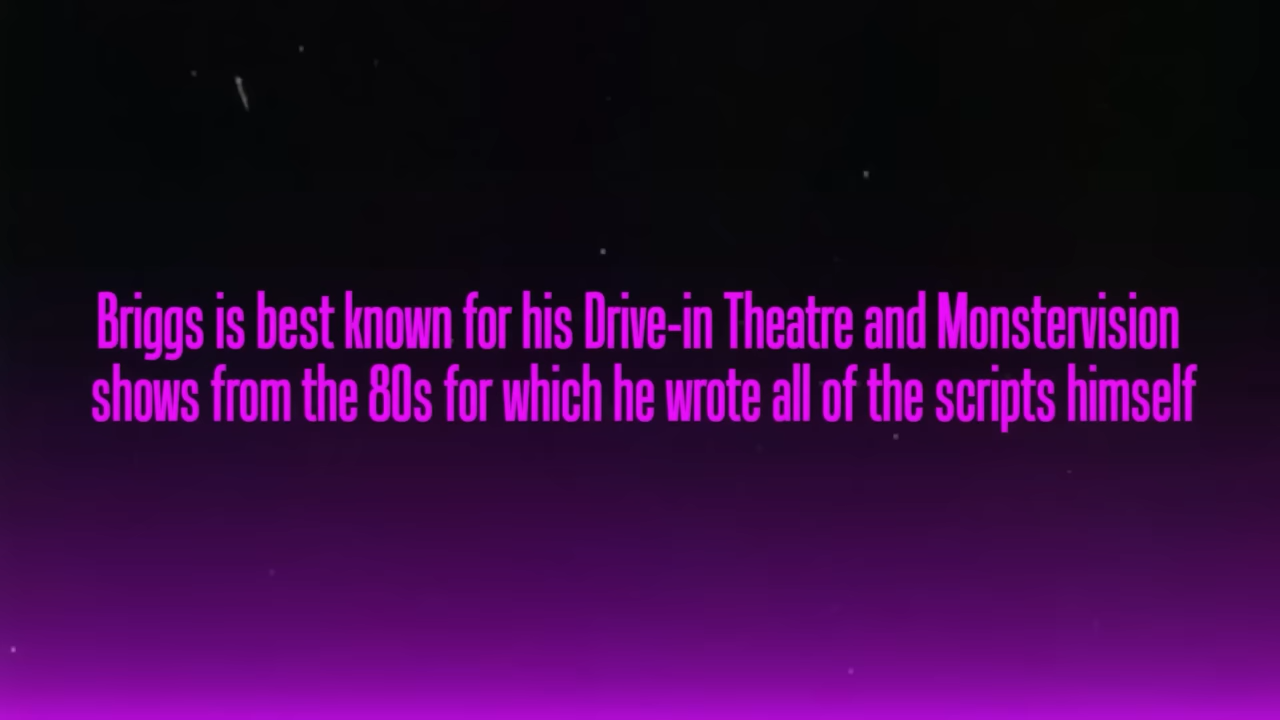 Briggs is best known for his Drive-in Theatre and Monstervision
shows from the 80s for which he wrote all of the scripts himself